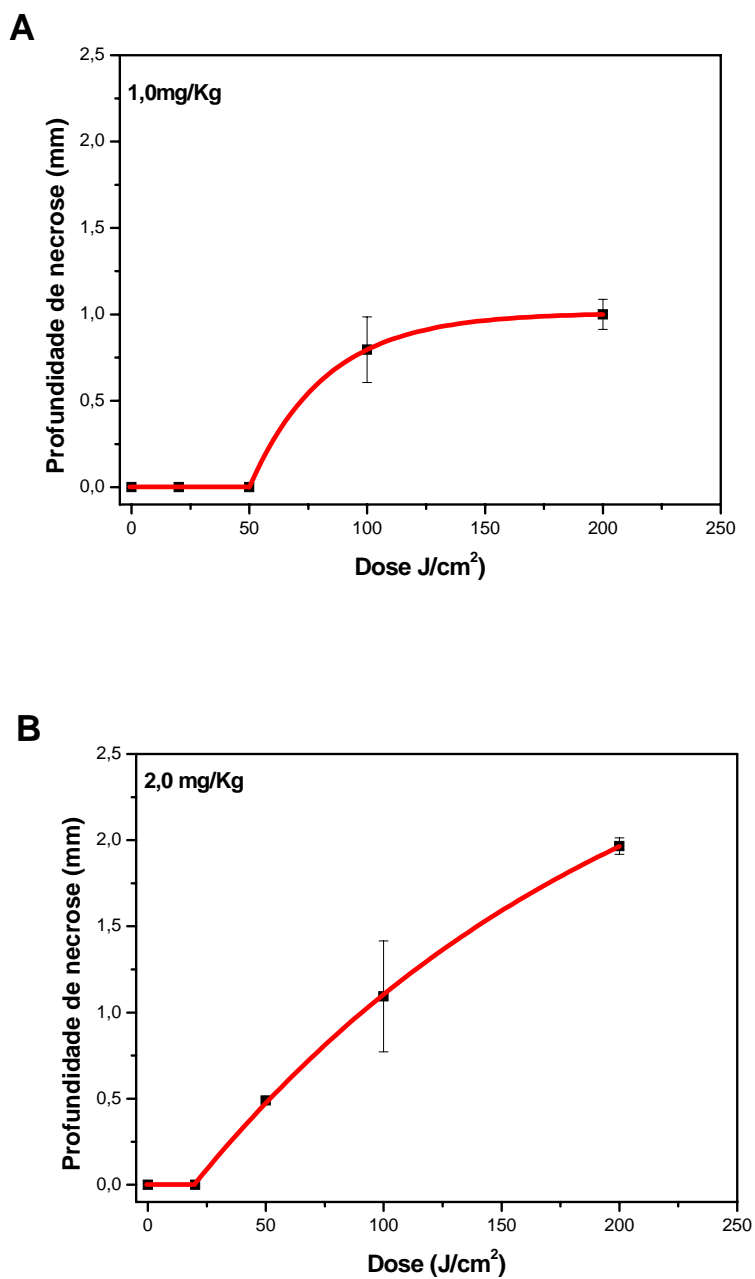 A
1,0mg/Kg
Profundidade de necrose (mm)
2,5
2,0
1,5
1,0
0,5
0,0
0 50 100 150 200 250
Dose J/cm²)
B
2,0 mg/Kg
Profundidade de necrose (mm)
2,5
2,0
1,5
1,0
0,5
0,0
0 50 100 150 200 250
Dose (J/cm²)